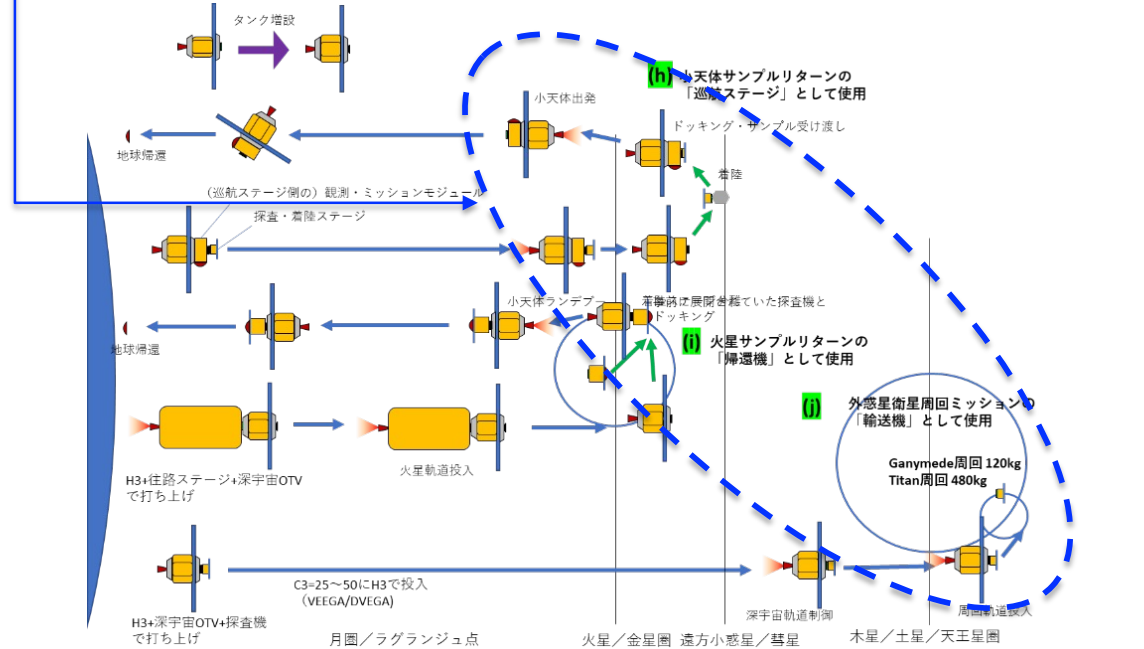 タンク増設
(h) 小天体サンプルリターンの
「巡航ステージ」として使用
小天体出発
ドッキング・サンプル受け渡し
地球帰還
着陸
（巡航ステージ側の）観測・ミッションモジュール
探査・着陸ステージ
小天体ランデブー
ていた探査機と
ドッキング
(i) 火星サンプルリターンの
「帰還機」として使用
地球帰還
(j) 外惑星衛星周回ミッションの
「輸送機」として使用
Ganymede周回 120kg
Titan周回 480kg
火星軌道投入
H3+往路ステージ+深宇宙OTV
で打ち上げ
C3=25～50にH3で投入
（VEEGA/DVEGA）
深宇宙軌道制御
周回軌道投入
H3+深宇宙OTV+探査機
で打ち上げ
月圏／ラグランジュ点
火星／金星圏
遠方小惑星／彗星
木星／土星／天王星圏